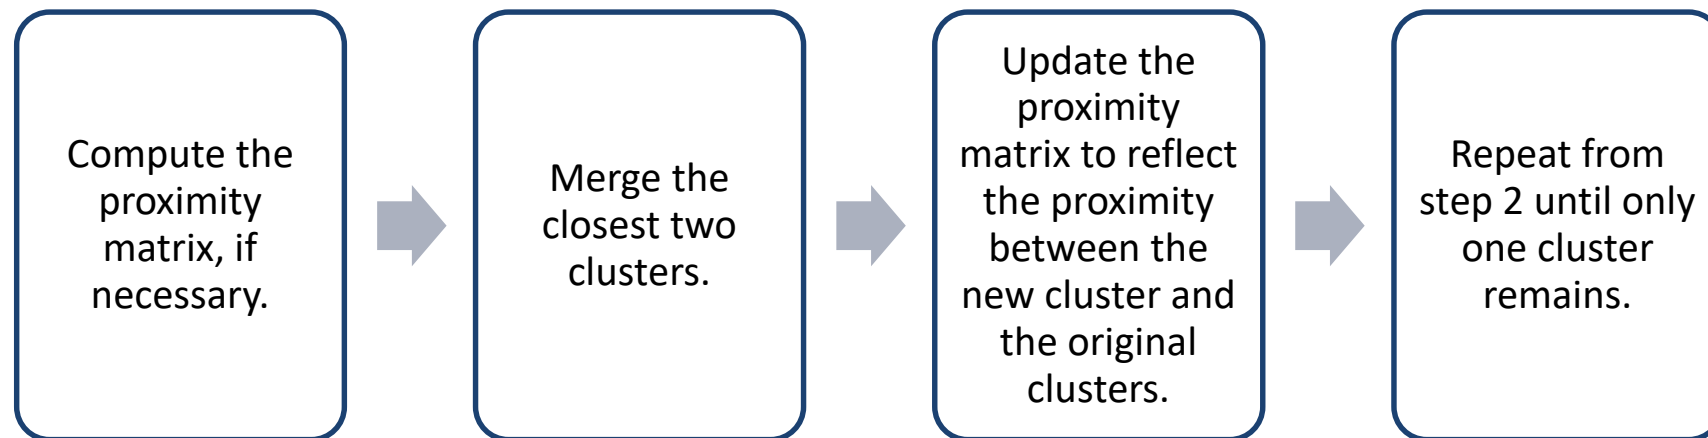 Compute the
proximity
matrix, if
necessary.
Merge the
closest two
clusters.
Update the
proximity
matrix to reflect
the proximity
between the
new cluster and
the original
clusters.
Repeat from
step 2 until only
one cluster
remains.